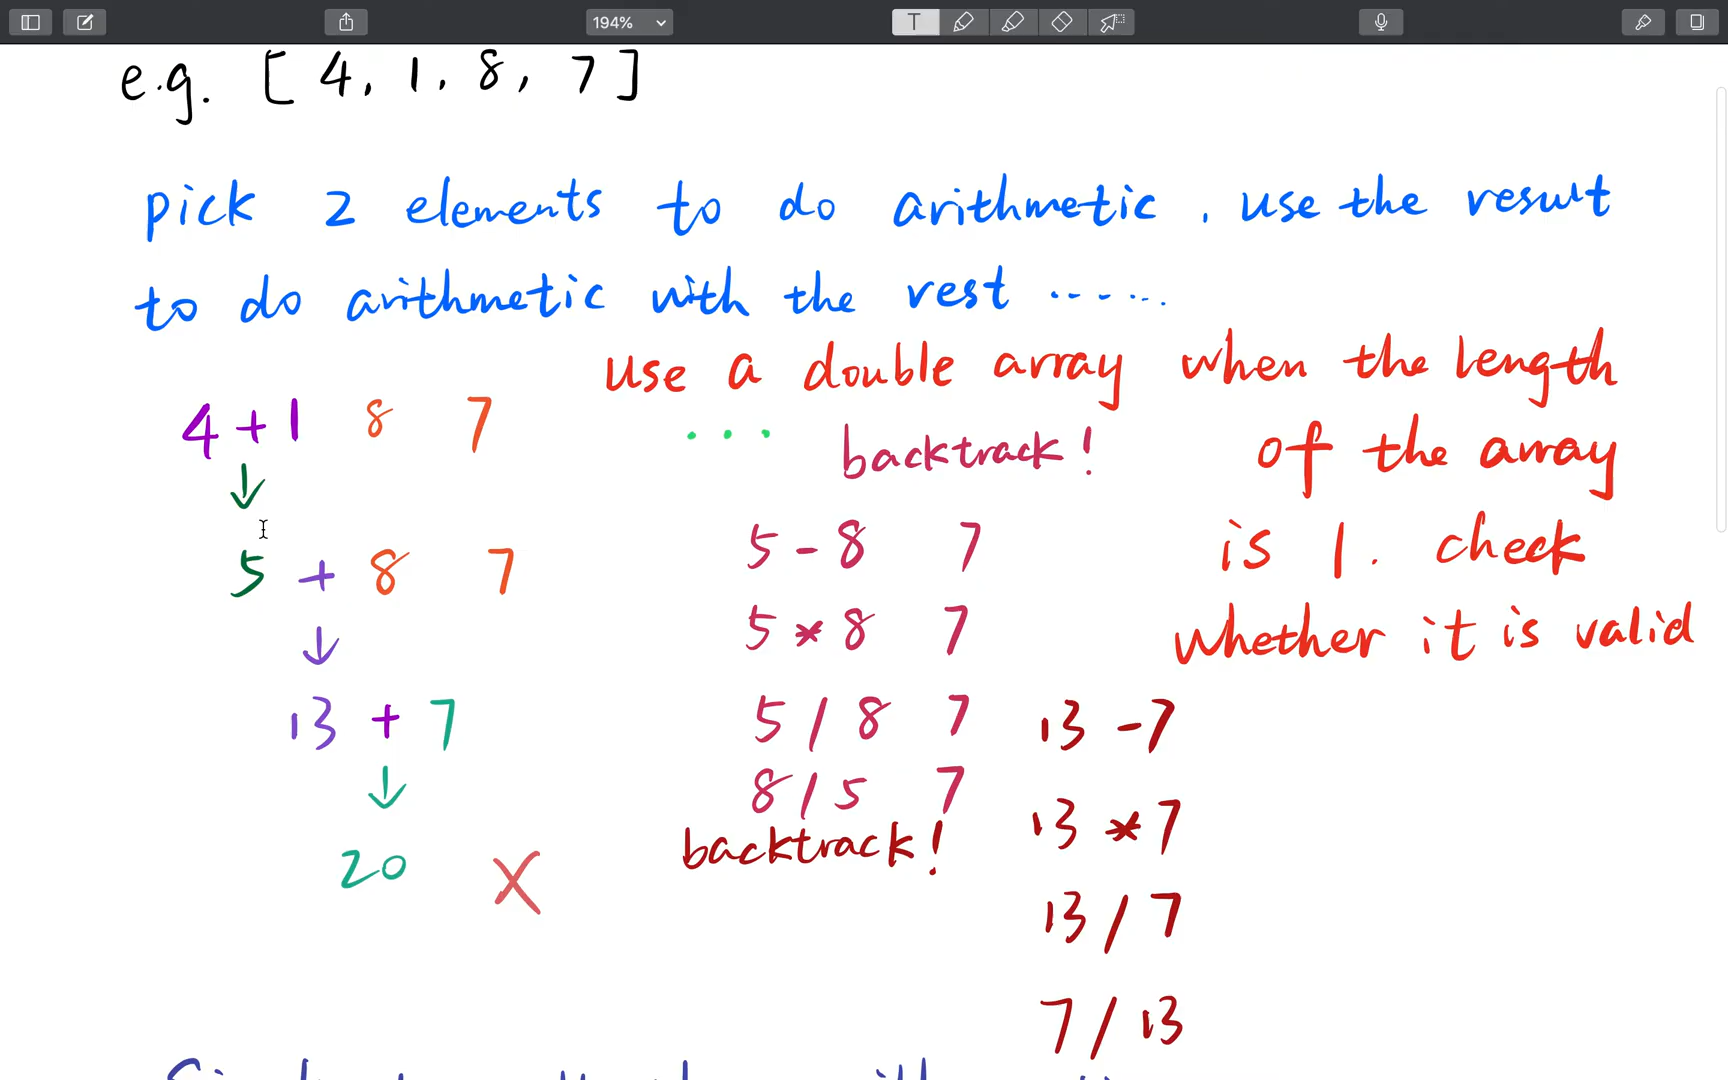 194%
T
e.g. [ 4, 1, 8, 7 ]
pick 2 elements to do arithmetic, use the result
to do arithmetic with the rest ......
use a double array when the length
of the array
is 1. check
whether it is valid
4 + 1 8 7
...
backtrack!
↓
5 + 8 7
↓
13 + 7
↓
20 X
5 - 8 7
5 * 8 7
5 / 8 7
8 / 5 7
backtrack!
13 - 7
13 * 7
13 / 7
7 / 13